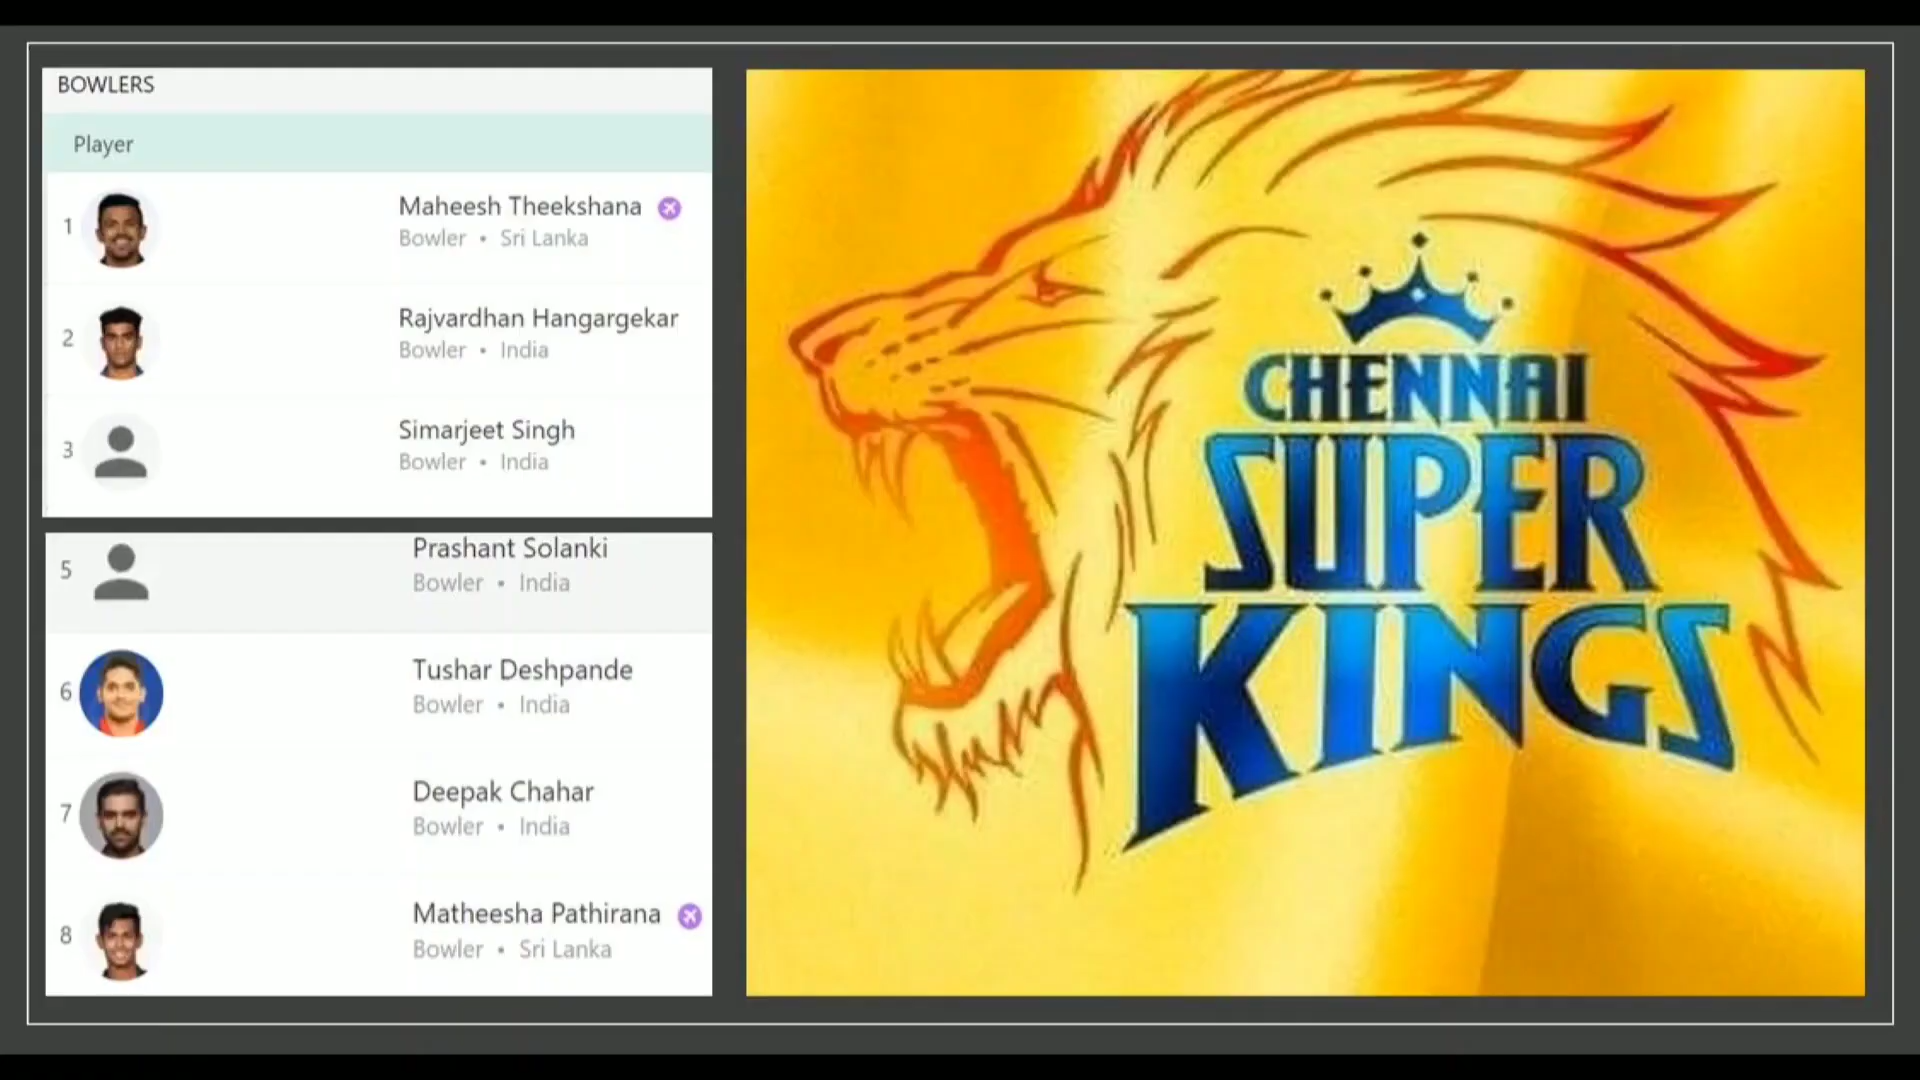 BOWLERS
Player
1
Maheesh Theekshana
Bowler • Sri Lanka
2
Rajvardhan Hangargekar
Bowler • India
3
Simarjeet Singh
Bowler • India
5
Prashant Solanki
Bowler • India
6
Tushar Deshpande
Bowler • India
7
Deepak Chahar
Bowler • India
8
Matheesha Pathirana
Bowler • Sri Lanka
CHENNAI
SUPER
KINGS